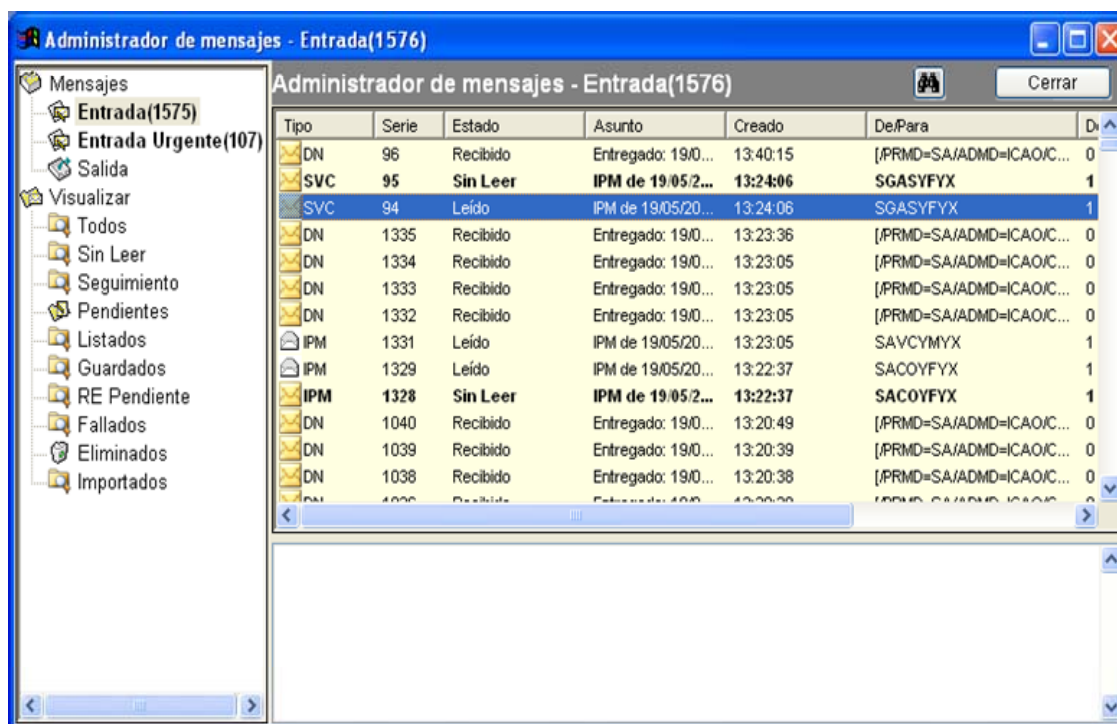 Administrador de mensajes - Entrada(1576)
Administrador de mensajes - Entrada(1576) Cerrar
Mensajes
Entrada(1575)
Entrada Urgente(107)
Salida
Visualizar
Todos
Sin Leer
Seguimiento
Pendientes
Listados
Guardados
RE Pendiente
Fallados
Eliminados
Importados
Tipo Serie Estado Asunto Creado De/Para
DN 96 Recibido Entregado: 19/0... 13:40:15 [/PRMD=SA/ADMD=ICAO/C... 0
SVC 95 Sin Leer IPM de 19/05/2... 13:24:06 SGASYFYX 1
SVC 94 Leído IPM de 19/05/20... 13:24:06 SGASYFYX 1
DN 1335 Recibido Entregado: 19/0... 13:23:36 [/PRMD=SA/ADMD=ICAO/C... 0
DN 1334 Recibido Entregado: 19/0... 13:23:05 [/PRMD=SA/ADMD=ICAO/C... 0
DN 1333 Recibido Entregado: 19/0... 13:23:05 [/PRMD=SA/ADMD=ICAO/C... 0
DN 1332 Recibido Entregado: 19/0... 13:23:05 [/PRMD=SA/ADMD=ICAO/C... 0
IPM 1331 Leído IPM de 19/05/20... 13:23:05 SAVCYMYX 1
IPM 1329 Leído IPM de 19/05/20... 13:22:37 SACOYFYX 1
IPM 1328 Sin Leer IPM de 19/05/2... 13:22:37 SACOYFYX 1
DN 1040 Recibido Entregado: 19/0... 13:20:49 [/PRMD=SA/ADMD=ICAO/C... 0
DN 1039 Recibido Entregado: 19/0... 13:20:39 [/PRMD=SA/ADMD=ICAO/C... 0
DN 1038 Recibido Entregado: 19/0... 13:20:38 [/PRMD=SA/ADMD=ICAO/C... 0